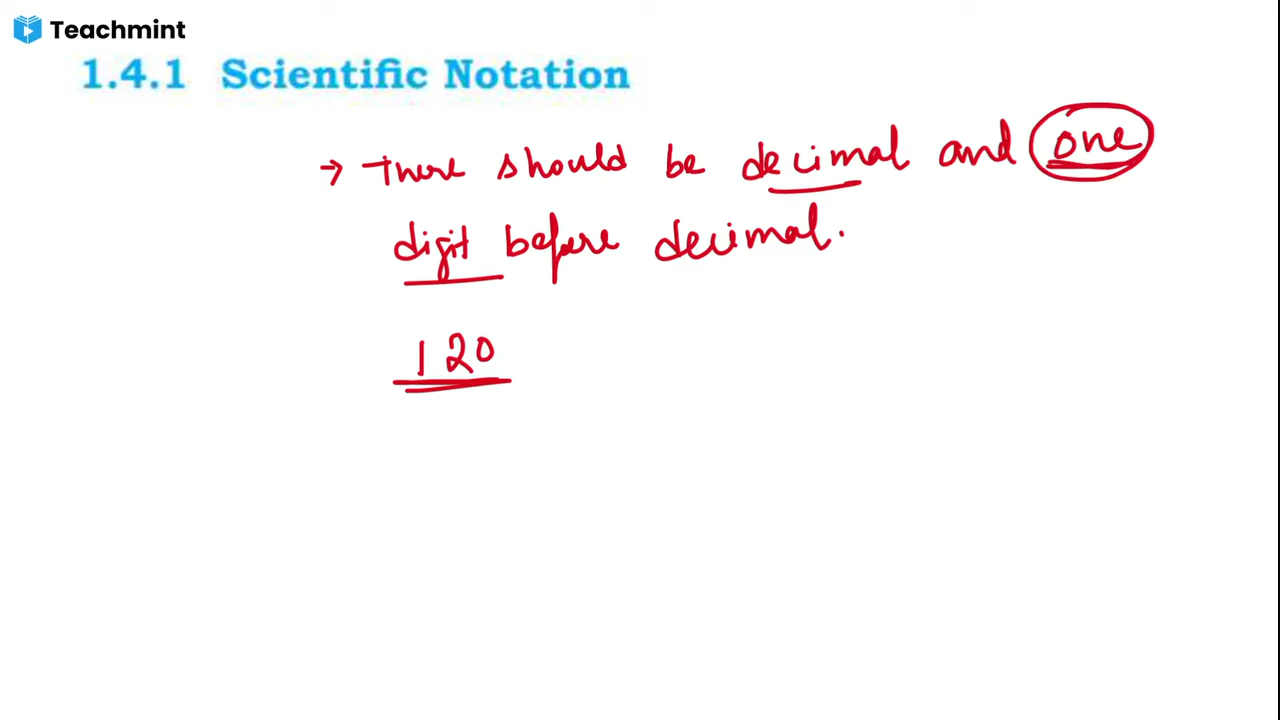 Teachmint
1.4.1 Scientific Notation
→ There should be decimal and one
digit before decimal.
120